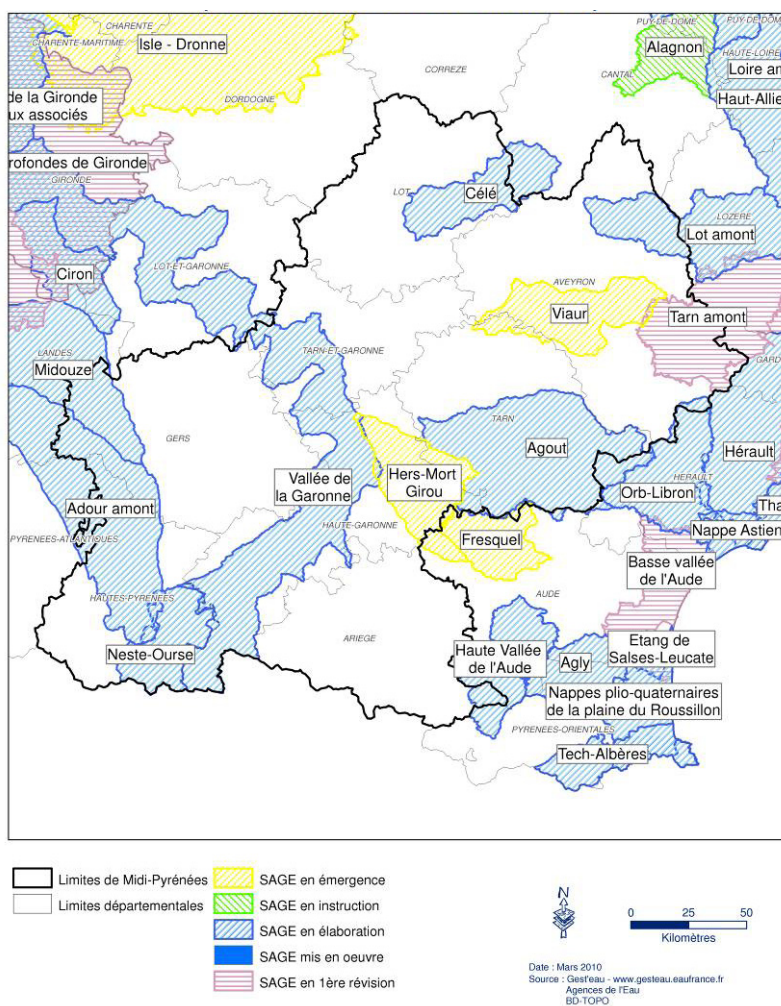 CHARENTE
PUY-DE-DOME
PUY-DE-DOM
CHARENTE-MARITIME
Isle - Dronne
Alagnon
HAUTE-LOIRE
CORREZE
CANTAL
Loire am
DORDOGNE
Haut-Allie
de la Gironde
ux associés
rofondes de Gironde
GIRONDE
LOT
Célé
LOZERE
Lot amont
Ciron
LOT-ET-GARONNE
AVEYRON
Viaur
Tarn amont
LANDES
TARN-ET-GARONNE
GARD
Midouze
TARN
GERS
Agout
HERAULT
Hérault
Vallée de
la Garonne
Hers-Mort
Girou
Orb-Libron
Adour amont
Tha
HAUTE-GARONNE
Nappe Astien
PYRENEES-ATLANTIQUES
Fresquel
Basse vallée
de l'Aude
HAUTES-PYRENEES
AUDE
ARIEGE
Neste-Ourse
Haute Vallée
de l'Aude
Agly
Etang de
Salses-Leucate
Nappes plio-quaternaires
de la plaine du Roussillon
PYRENEES-ORIENTALES
Tech-Albères
Limites de Midi-Pyrénées
Limites départementales
SAGE en émergence
SAGE en instruction
SAGE en élaboration
SAGE mis en oeuvre
SAGE en 1ère révision
N
0 25 50
Kilomètres
Date : Mars 2010
Source : Gest'eau - www.gesteau.eaufrance.fr
Agences de l'Eau
BD-TOPO